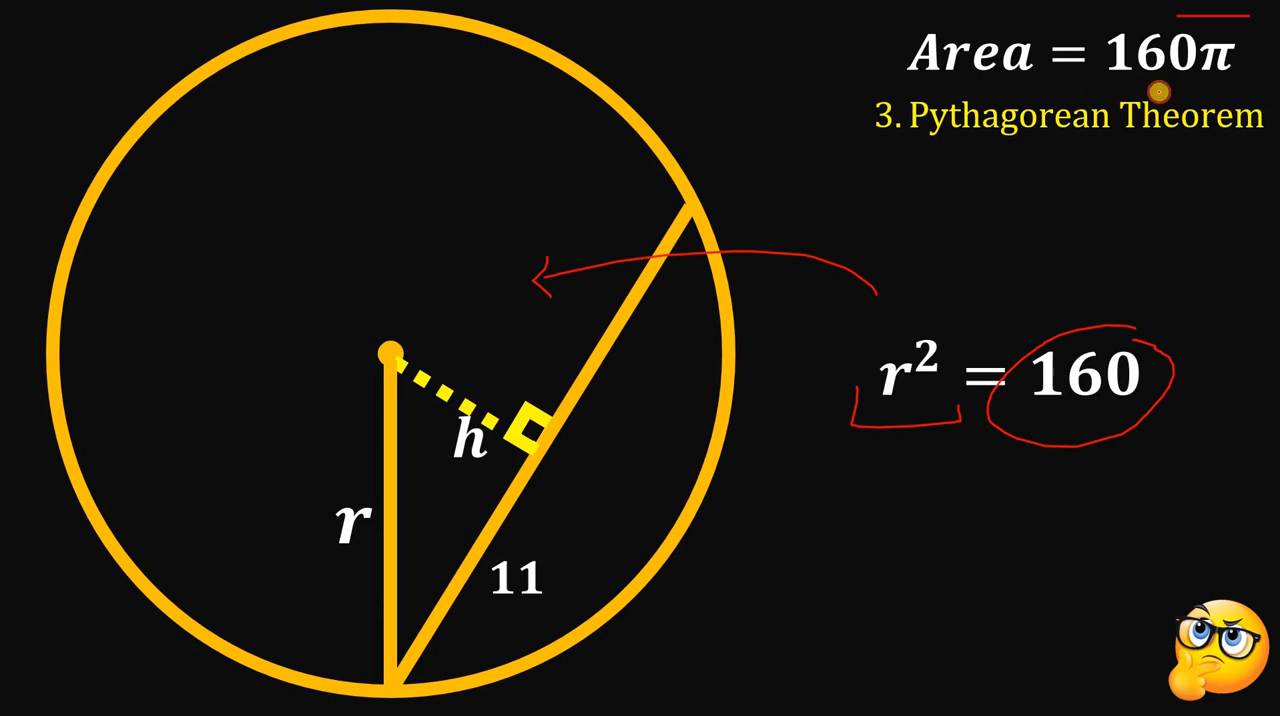 Area = 160π
3. Pythagorean Theorem
r² = 160
h
r
11